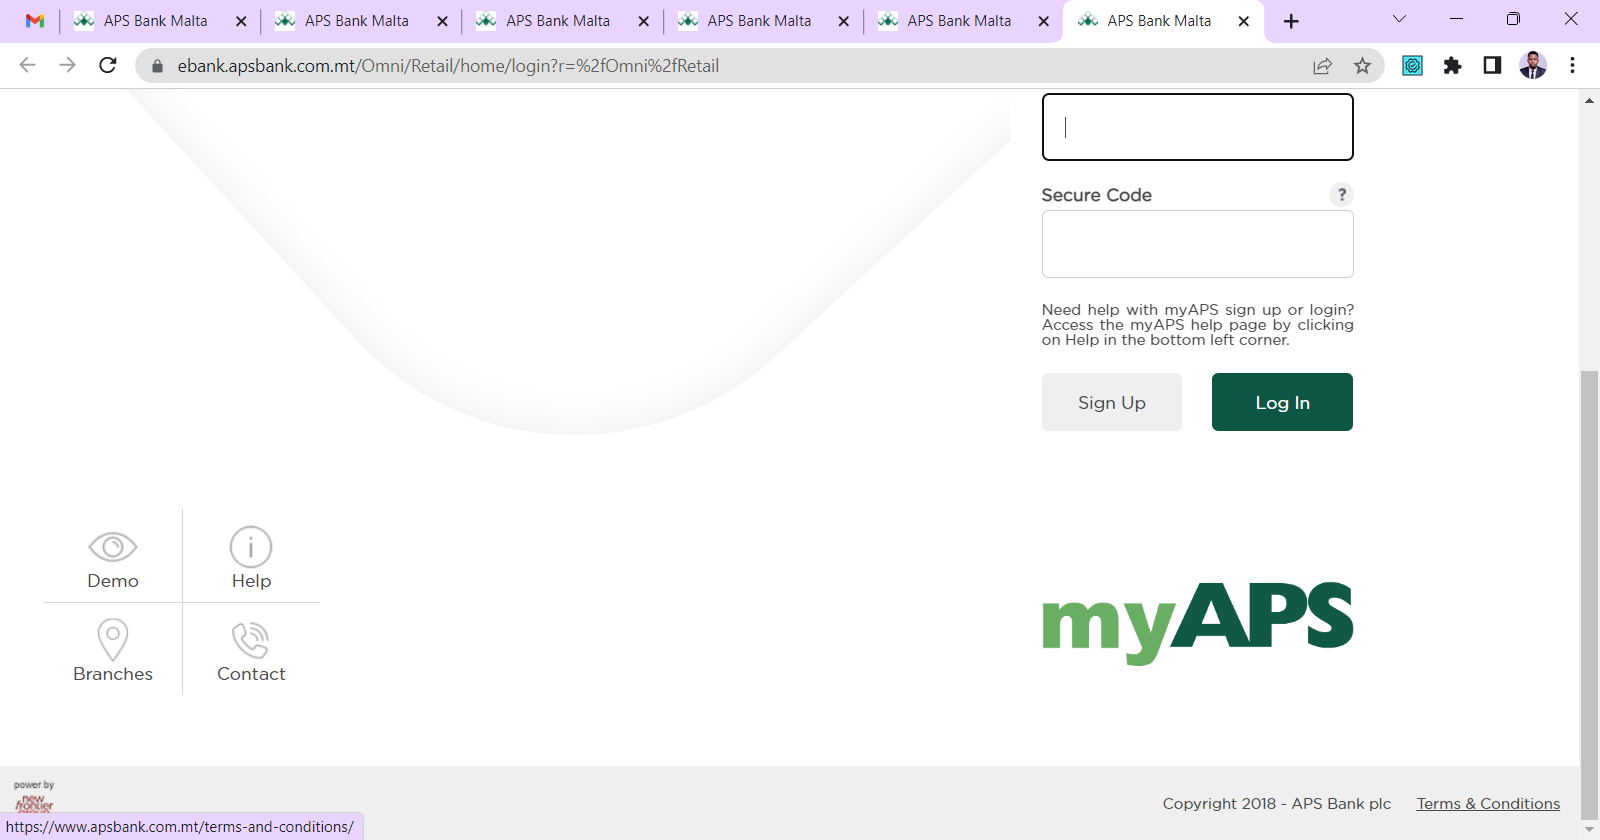 APS Bank Malta
APS Bank Malta
APS Bank Malta
APS Bank Malta
APS Bank Malta
APS Bank Malta
ebank.apsbank.com.mt/Omni/Retail/home/login?r=%2fOmni%2fRetail
Secure Code
?
Need help with myAPS sign up or login?
Access the myAPS help page by clicking
on Help in the bottom left corner.
Sign Up
Log In
Demo
Help
Branches
Contact
myAPS
power by
new
frontier
Copyright 2018 - APS Bank plc
Terms & Conditions
https://www.apsbank.com.mt/terms-and-conditions/